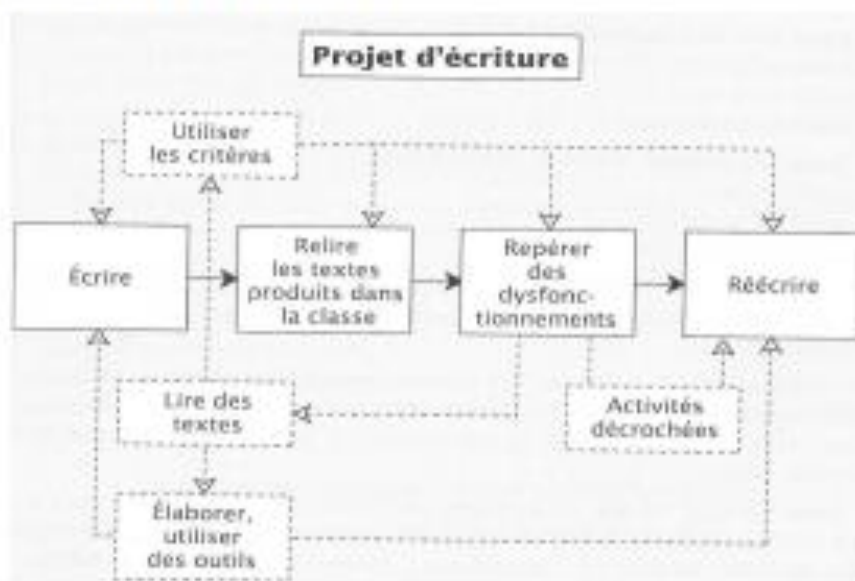 Projet d'écriture
Utiliser
les critères
Écrire
Relire
les textes
produits dans
la classe
Repérer
des
dysfonc-
tionnements
Réécrire
Lire des
textes
Activités
décrochées
Élaborer,
utiliser
des outils